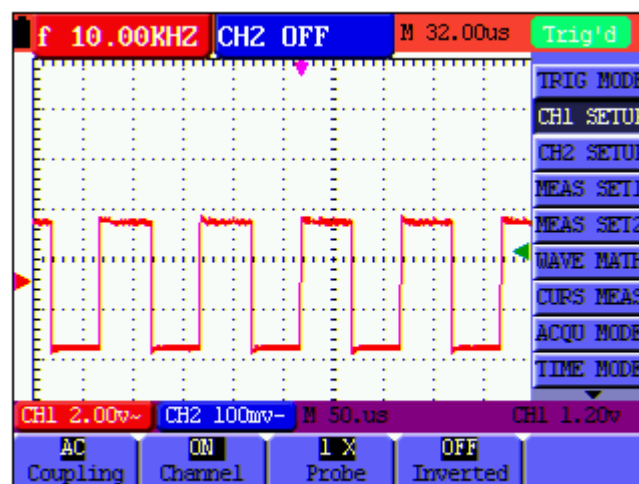 f 10.00KHZ CH2 OFF M 32.00us Trig'd
TRIG MODE
CH1 SETUP
CH2 SETUP
MEAS SET1
MEAS SET2
WAVE MATH
CURS MEAS
ACQU MODE
TIME MODE
CH1 2.00v~ CH2 100mv- M 50.us CH1 1.20v
AC ON 1 X OFF
Coupling Channel Probe Inverted